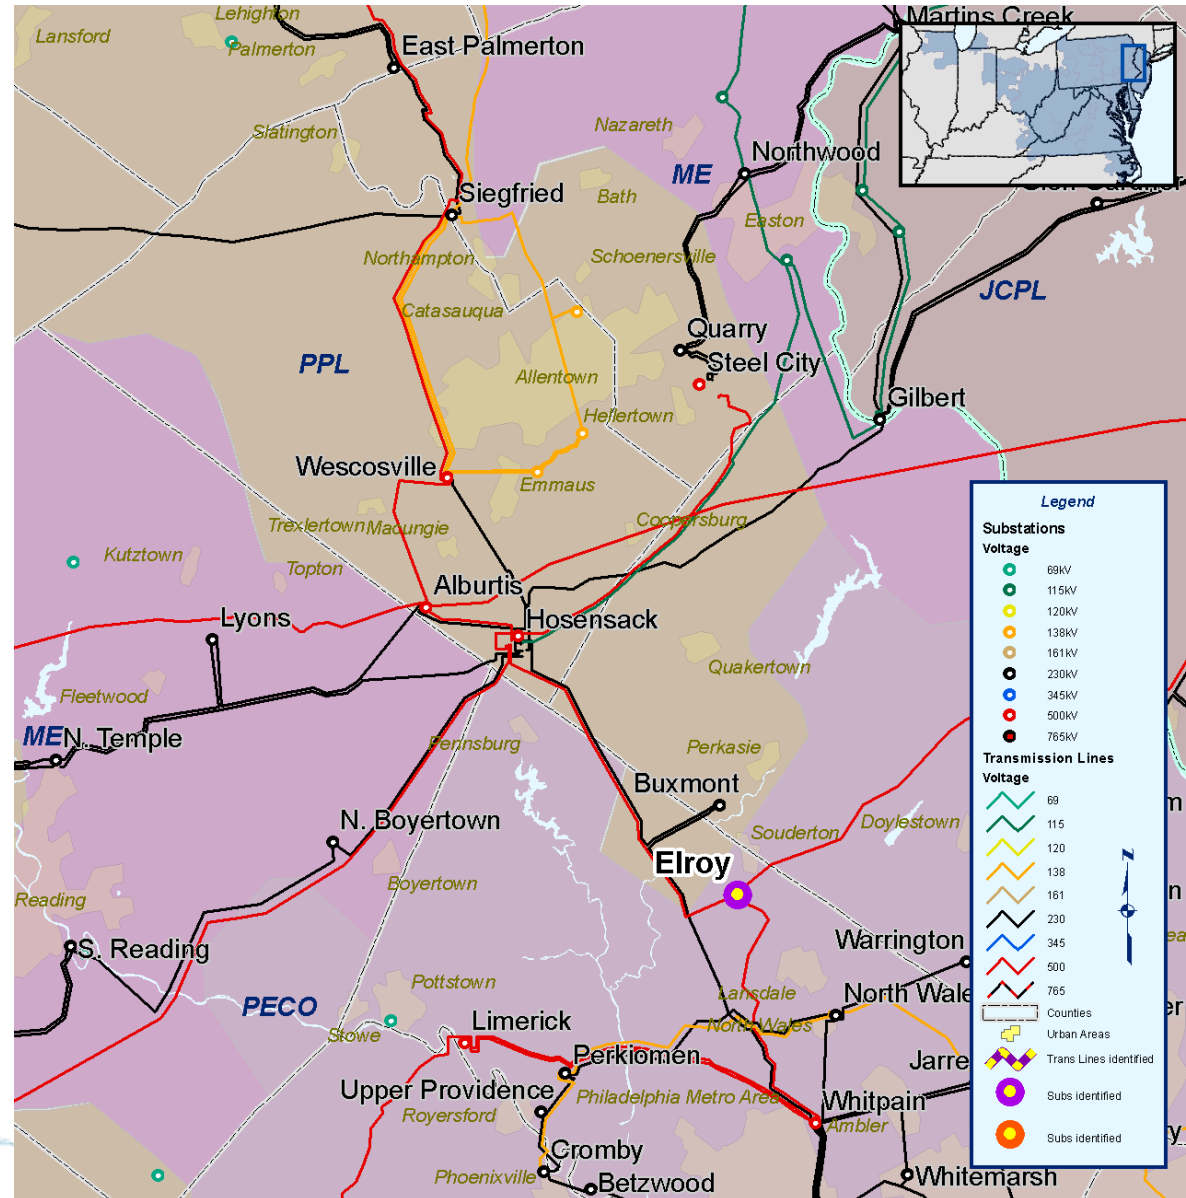 Lehighton
Martins Creek
Lansford
Palmerton
East Palmerton
Slatington
Nazareth
Northwood
ME
Siegfried
Bath
Easton
Northampton
Schoenersville
JCPL
Catasauqua
Quarry
PPL
Steel City
Allentown
Gilbert
Hellertown
Wescosville
Emmaus
Legend
Substations
Voltage
69kV
115kV
120kV
138kV
161kV
230kV
345kV
500kV
765kV
Transmission Lines
Voltage
69
115
120
138
161
230
345
500
765
Counties
Urban Areas
Trans Lines identified
Subs identified
Subs identified
Z
Trexlertown
Macungie
Coopersburg
Kutztown
Topton
Alburtis
Lyons
Hosensack
Quakertown
Fleetwood
ME
N. Temple
Pennsburg
Perkasie
Buxmont
N. Boyertown
Souderton
Doylestown
Elroy
Boyertown
Reading
S. Reading
Warrington
Pottstown
Lansdale
North Wale
PECO
Stowe
Limerick
North Wales
Perkiomen
Jarre
Upper Providence
Philadelphia Metro Area
Whitpain
Royersford
Ambler
Cromby
Phoenixville
Betzwood
Whitemarsh